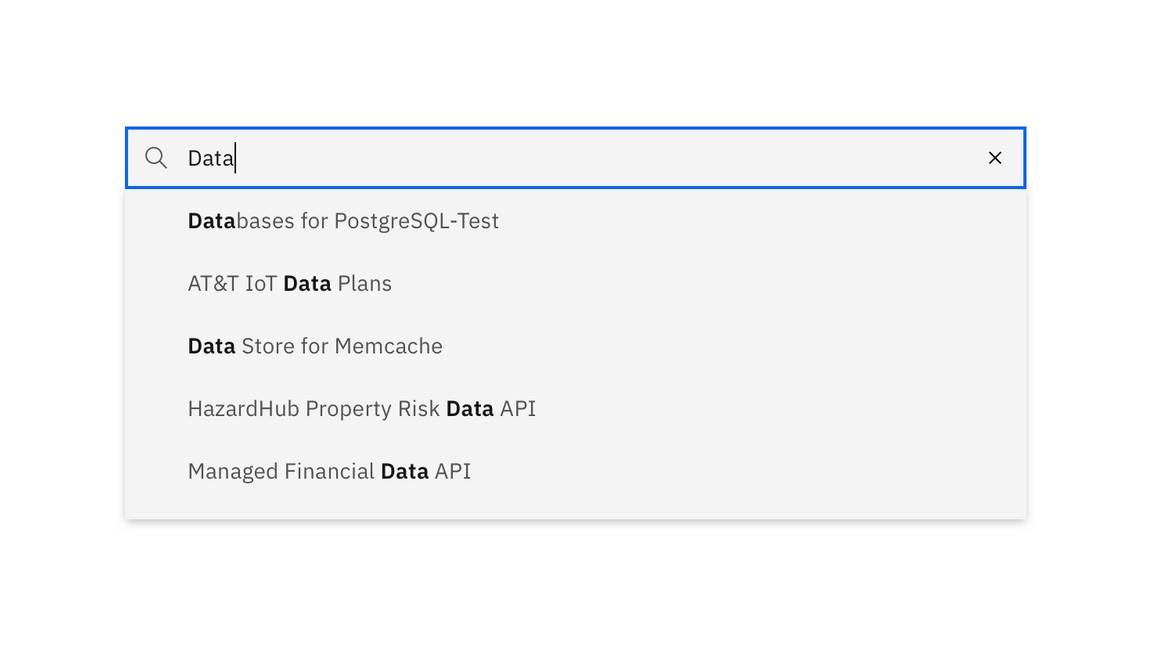 Data
Databases for PostgreSQL-Test
AT&T IoT Data Plans
Data Store for Memcache
HazardHub Property Risk Data API
Managed Financial Data API